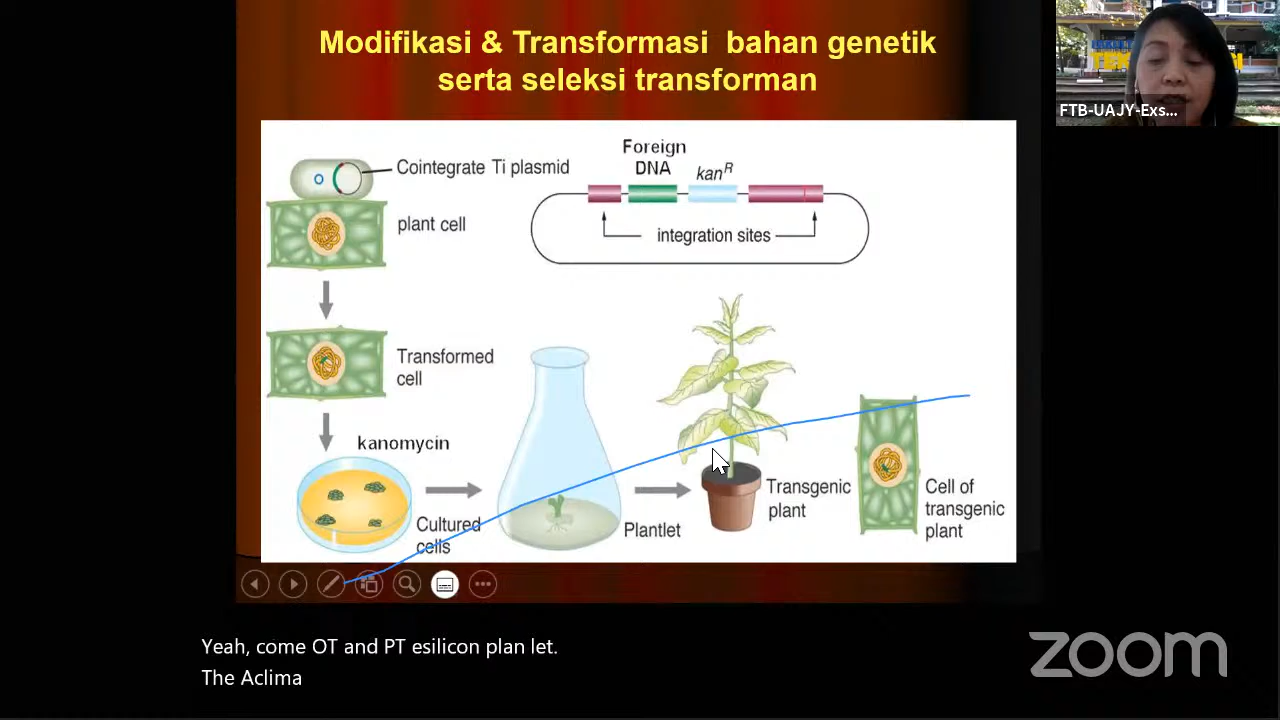 Modifikasi & Transformasi bahan genetik
serta seleksi transforman
FTB-UAJY-Exs...
Cointegrate Ti plasmid
Foreign
DNA
kanR
plant cell
integration sites
Transformed
cell
kanomycin
Cultured
cells
Plantlet
Transgenic
plant
Cell of
transgenic
plant
Yeah, come OT and PT esilicon plan let.
The Aclima
zoom